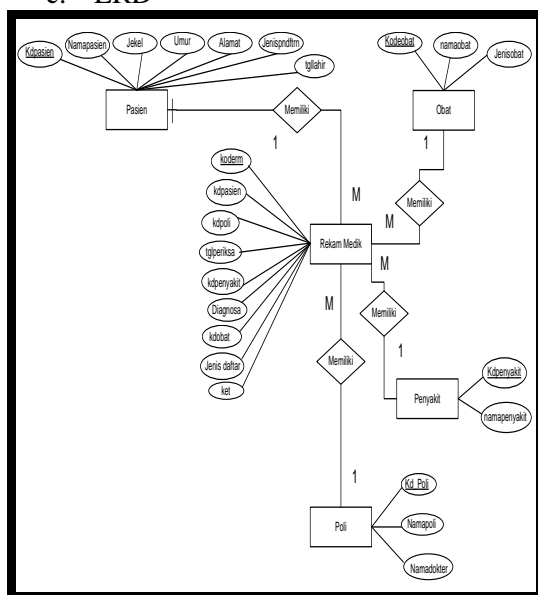 c. ERD
Kdpasien
Namapasien
Jekel
Umur
Alamat
Jenispndftrn
tgllahir
Pasien
Memiliki
1
M
Kodeobat
namaobat
Jenisobat
Obat
1
Memiliki
M
koderm
kdpasien
kdpoli
tglperiksa
kdpenyakit
Diagnosa
kdobat
Jenis daftar
ket
Rekam Medik
M
Memiliki
1
Kdpenyakit
namapenyakit
Penyakit
M
Memiliki
1
Kd_Poli
Namapoli
Namadokter
Poli